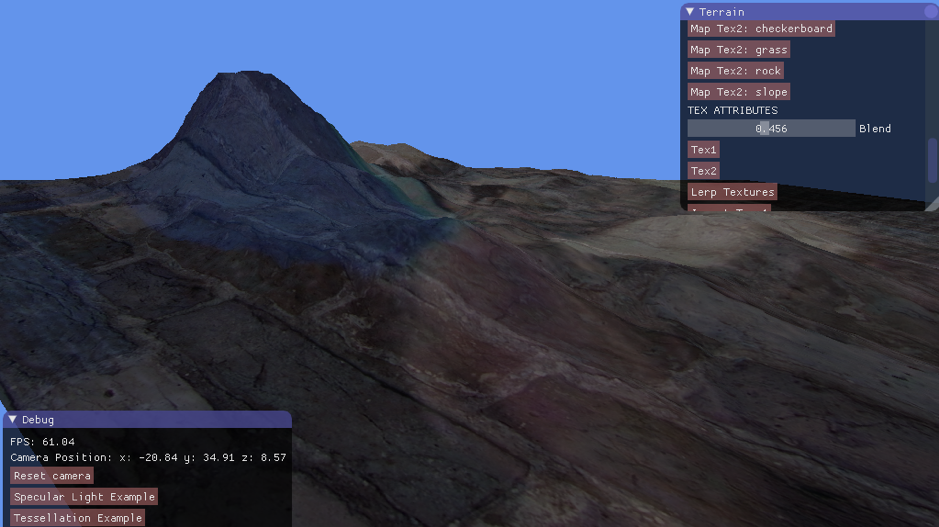 Terrain
Map Tex2: checkerboard
Map Tex2: grass
Map Tex2: rock
Map Tex2: slope
TEX ATTRIBUTES
0.456 Blend
Tex1
Tex2
Lerp Textures
Debug
FPS: 61.04
Camera Position: x: -20.84 y: 34.91 z: 8.57
Reset camera
Specular Light Example
Tessellation Example